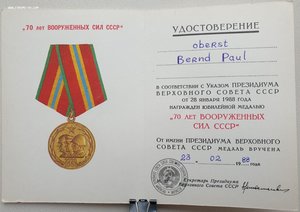 "70 лет ВООРУЖЕННЫХ СИЛ СССР"
УДОСТОВЕРЕНИЕ
oberst
Bernd Paul
В СООТВЕТСТВИИ С УКАЗОМ ПРЕЗИДИУМА
ВЕРХОВНОГО СОВЕТА СССР
ОТ 28 ЯНВАРЯ 1988 ГОДА
НАГРАЖДЕН ЮБИЛЕЙНОЙ МЕДАЛЬЮ
"70 ЛЕТ ВООРУЖЕННЫХ
СИЛ СССР"
ОТ ИМЕНИ ПРЕЗИДИУМА ВЕРХОВНОГО
СОВЕТА СССР МЕДАЛЬ ВРУЧЕНА
23 02 1988 года
Секретарь Президиума
Верховного Совета СССР